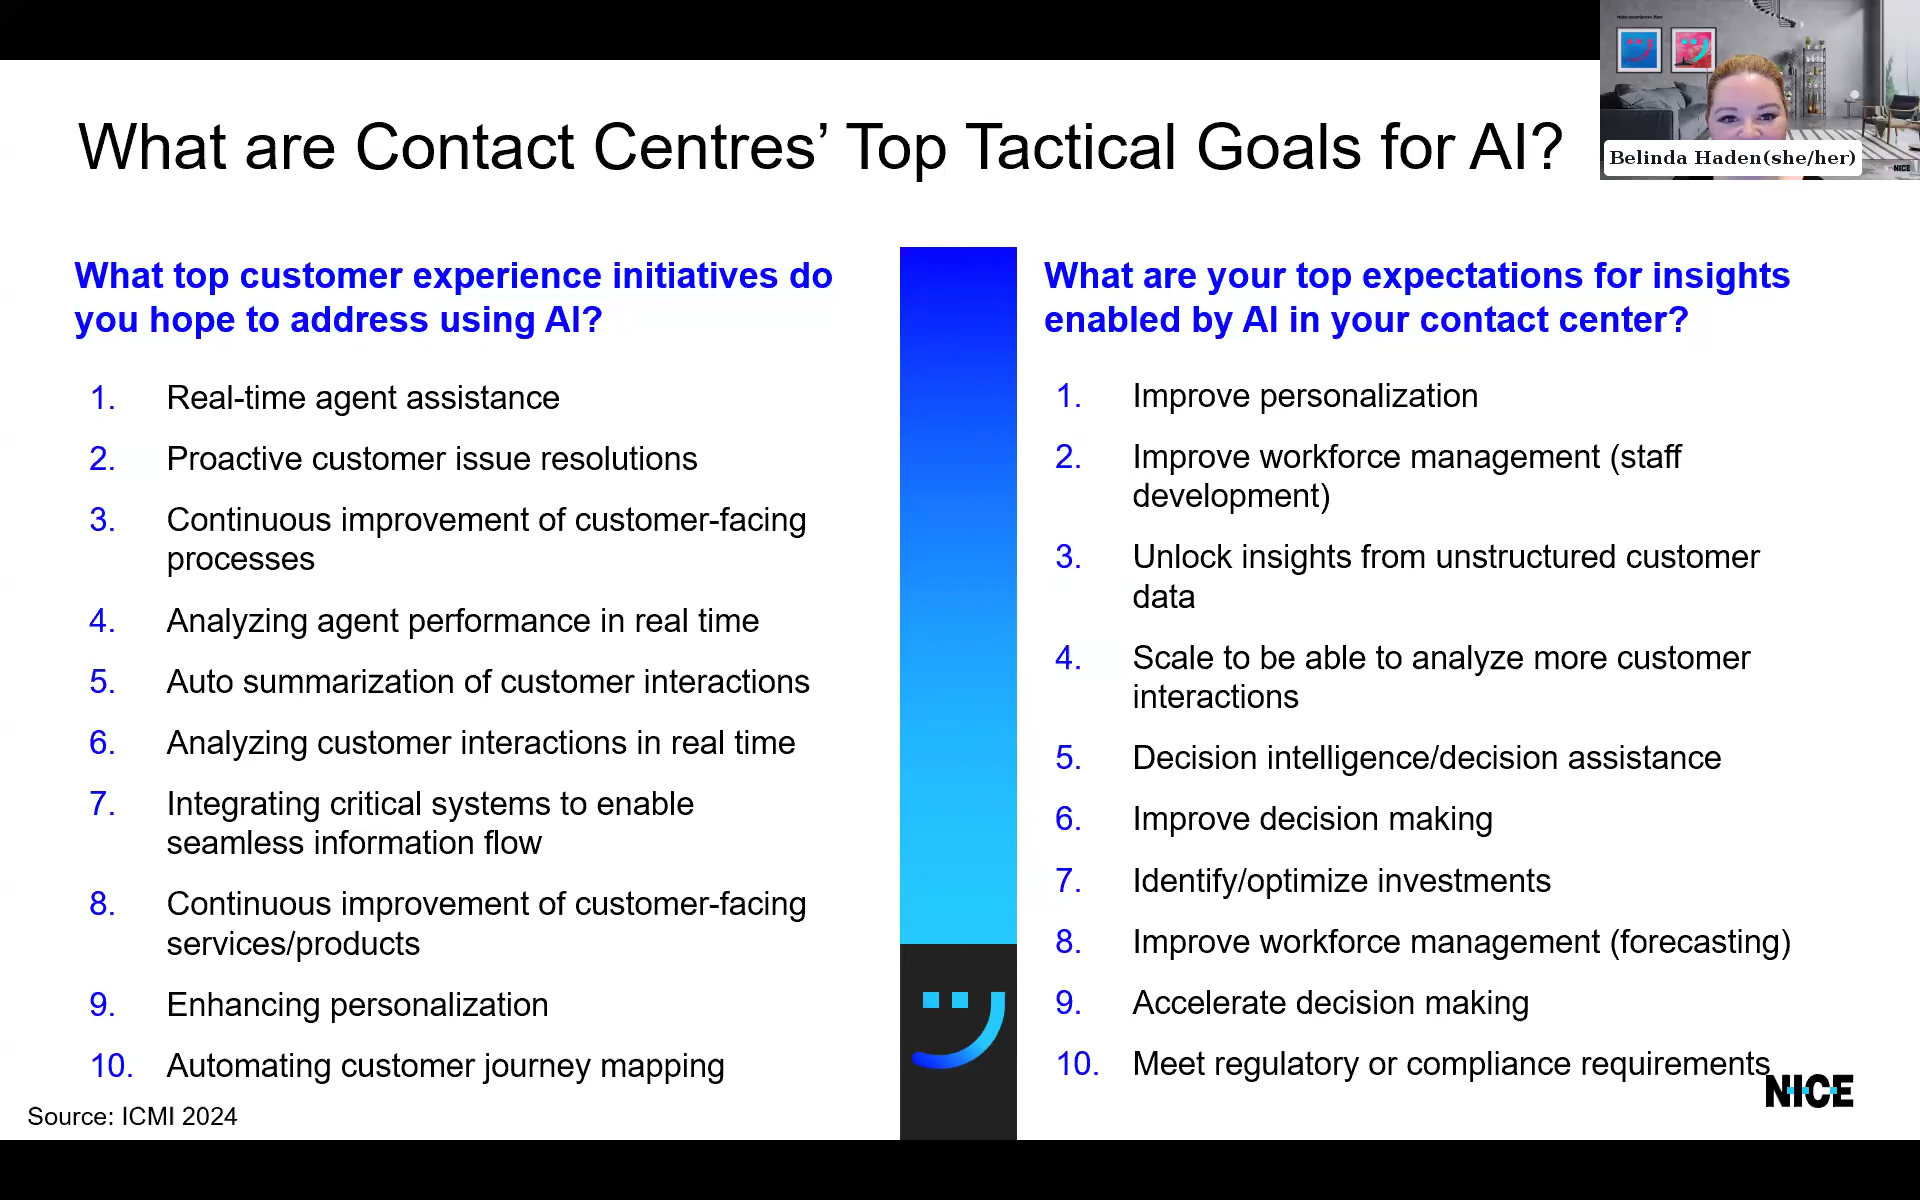 What are Contact Centres’ Top Tactical Goals for AI?
Belinda Haden(she/her)
NICE
What top customer experience initiatives do
you hope to address using AI?
1. Real-time agent assistance
2. Proactive customer issue resolutions
3. Continuous improvement of customer-facing
processes
4. Analyzing agent performance in real time
5. Auto summarization of customer interactions
6. Analyzing customer interactions in real time
7. Integrating critical systems to enable
seamless information flow
8. Continuous improvement of customer-facing
services/products
9. Enhancing personalization
10. Automating customer journey mapping
Source: ICMI 2024
What are your top expectations for insights
enabled by AI in your contact center?
1. Improve personalization
2. Improve workforce management (staff
development)
3. Unlock insights from unstructured customer
data
4. Scale to be able to analyze more customer
interactions
5. Decision intelligence/decision assistance
6. Improve decision making
7. Identify/optimize investments
8. Improve workforce management (forecasting)
9. Accelerate decision making
10. Meet regulatory or compliance requirements
NICE